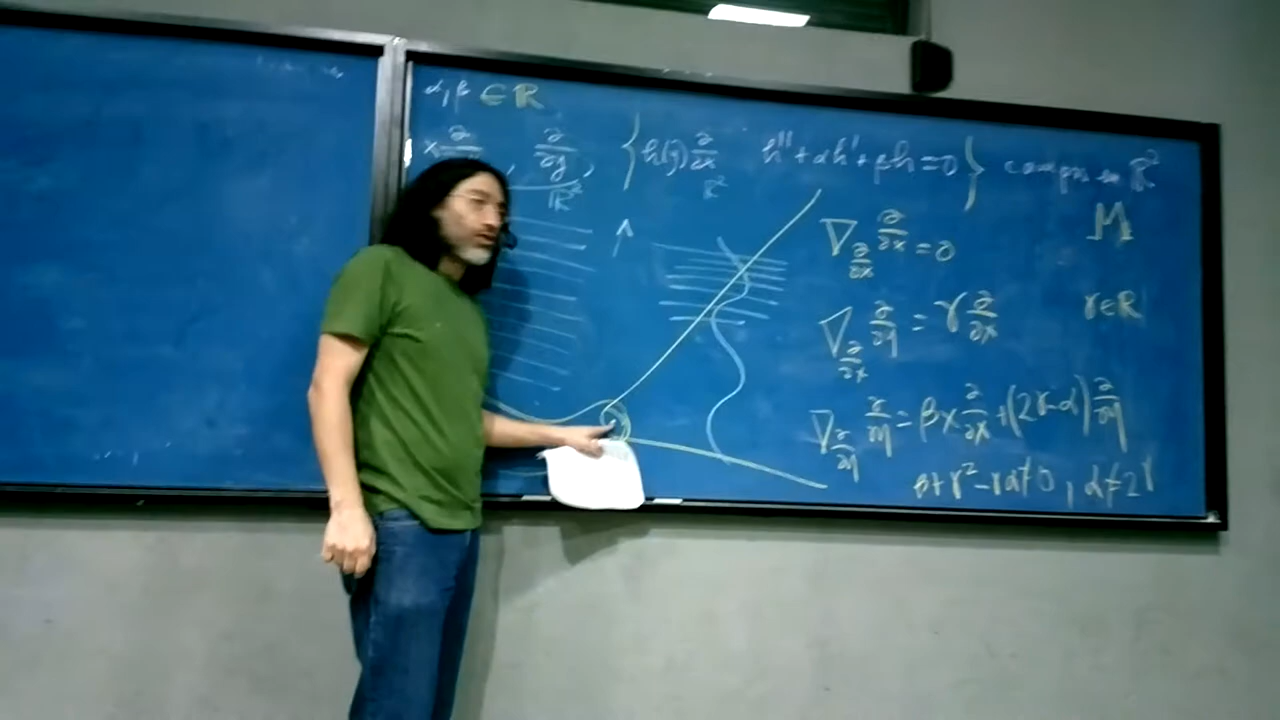 α, β ∈ ℝ
x ∂/∂x, ∂/∂y, { h(y) ∂/∂x h'' + αh' + βh = 0 } campos en ℝ²
ℝ² ℝ² M
∇_{∂/∂x} ∂/∂x = 0
∇_{∂/∂x} ∂/∂y = γ ∂/∂x γ ∈ ℝ
∇_{∂/∂y} ∂/∂y = βx ∂/∂x + (2γ-α) ∂/∂y
β + γ² - γα ≠ 0, α ≠ 2γ